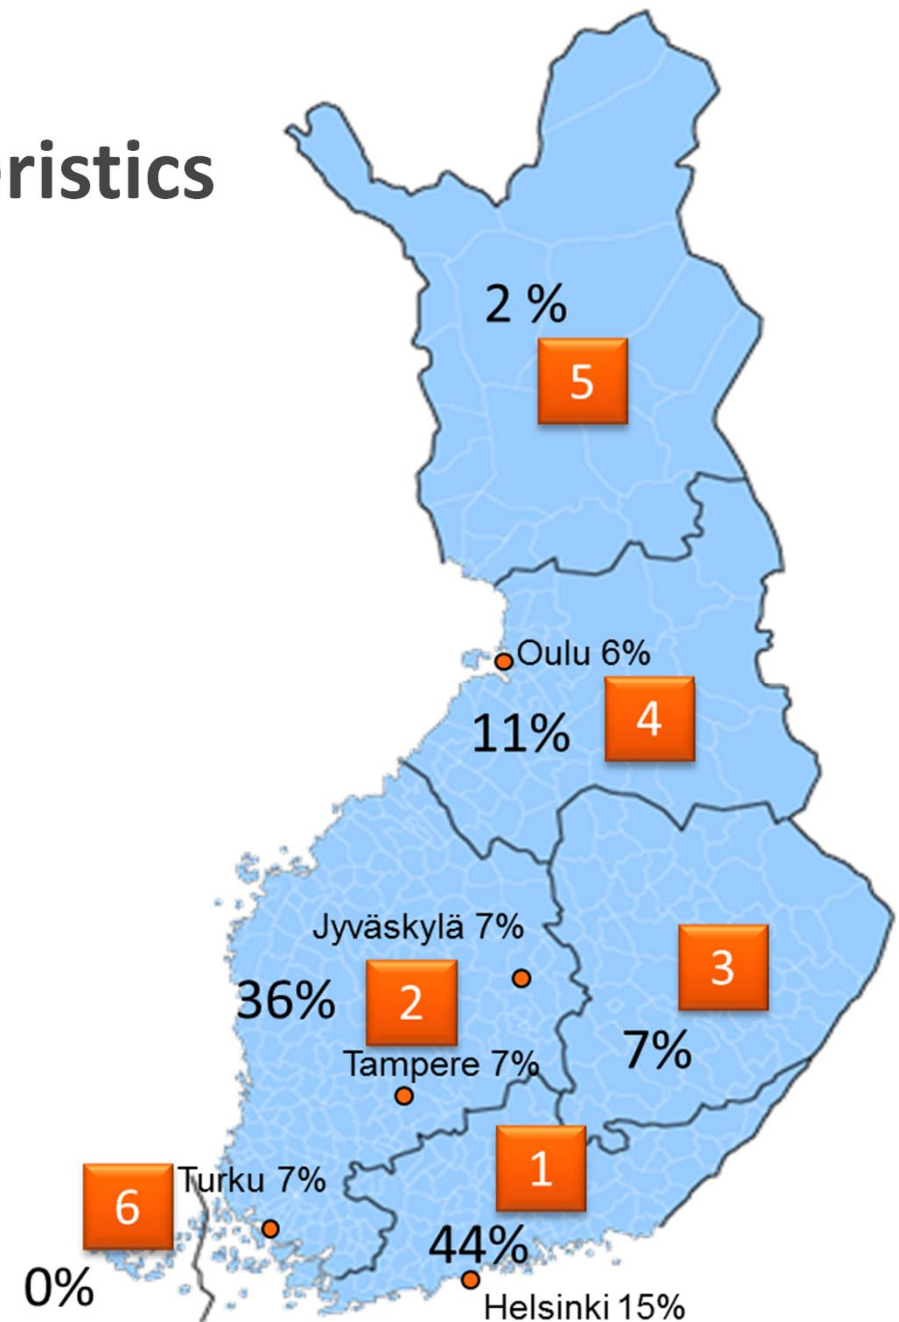 eristics
2 %
5
Oulu 6%
4
11%
Jyväskylä 7%
3
36%
2
7%
Tampere 7%
1
6
Turku 7%
44%
0%
Helsinki 15%